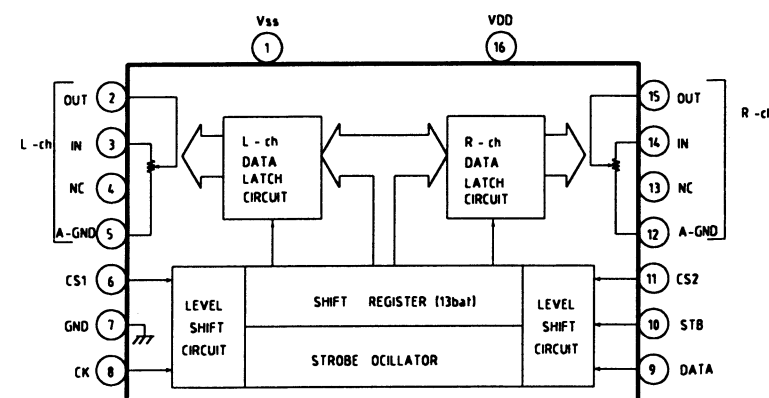 Vss
VDD
1
16
OUT 2
15 OUT
L-ch
R-ch
IN 3
14 IN
L-ch
DATA
LATCH
CIRCUIT
R-ch
DATA
LATCH
CIRCUIT
NC 4
13 NC
A-GND 5
12 A-GND
CS1 6
11 CS2
LEVEL
SHIFT
CIRCUIT
SHIFT REGISTER (13bat)
LEVEL
SHIFT
CIRCUIT
GND 7
10 STB
STROBE OCILLATOR
CK 8
9 DATA